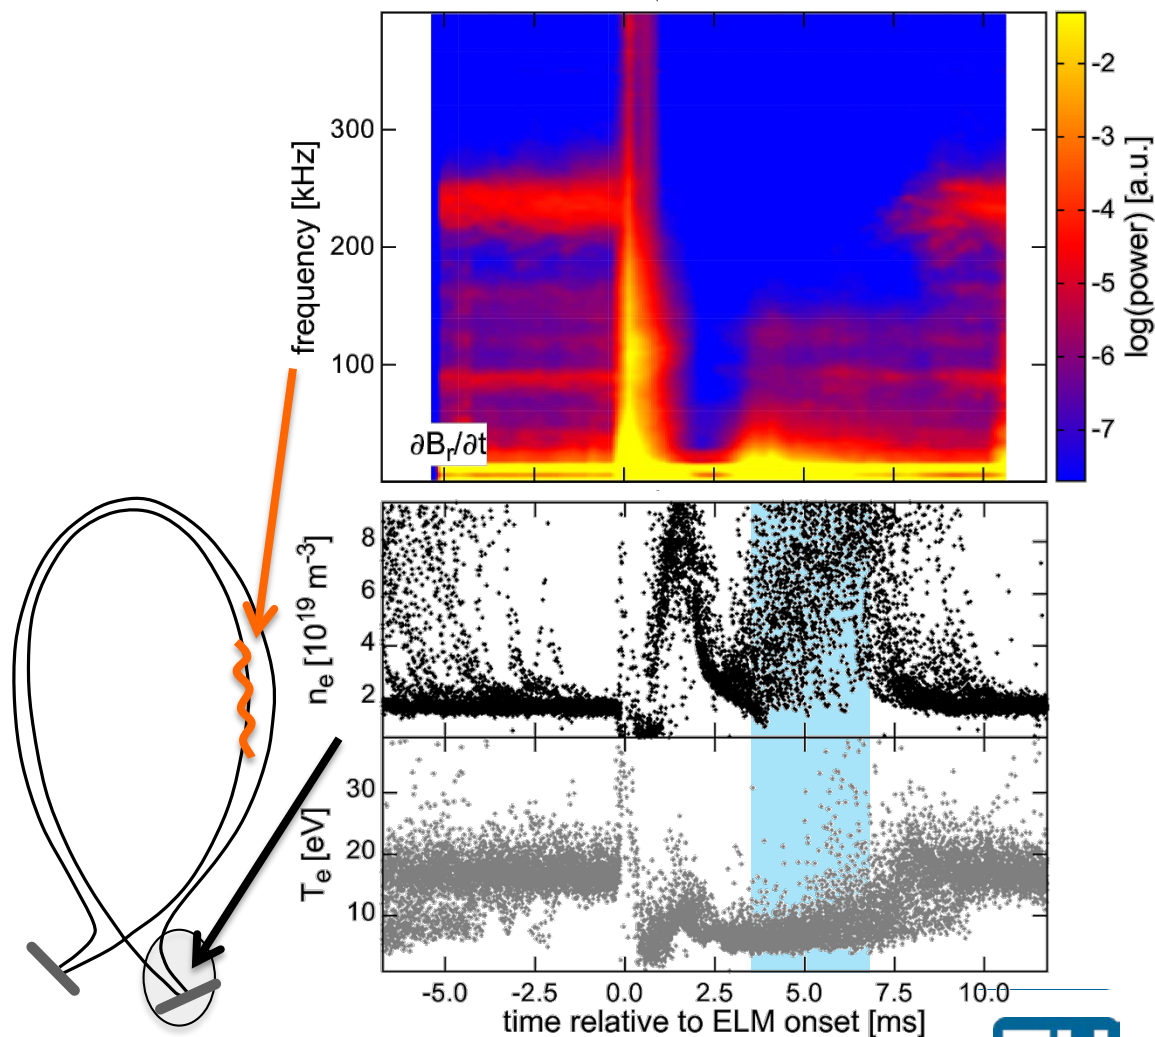 300
200
100
frequency [kHz]
∂Bᵣ/∂t
-2
-3
-4
-5
-6
-7
log(power) [a.u.]
8
6
4
2
nₑ [10¹⁹ m⁻³]
30
20
10
Tₑ [eV]
-5.0 -2.5 0.0 2.5 5.0 7.5 10.0
time relative to ELM onset [ms]